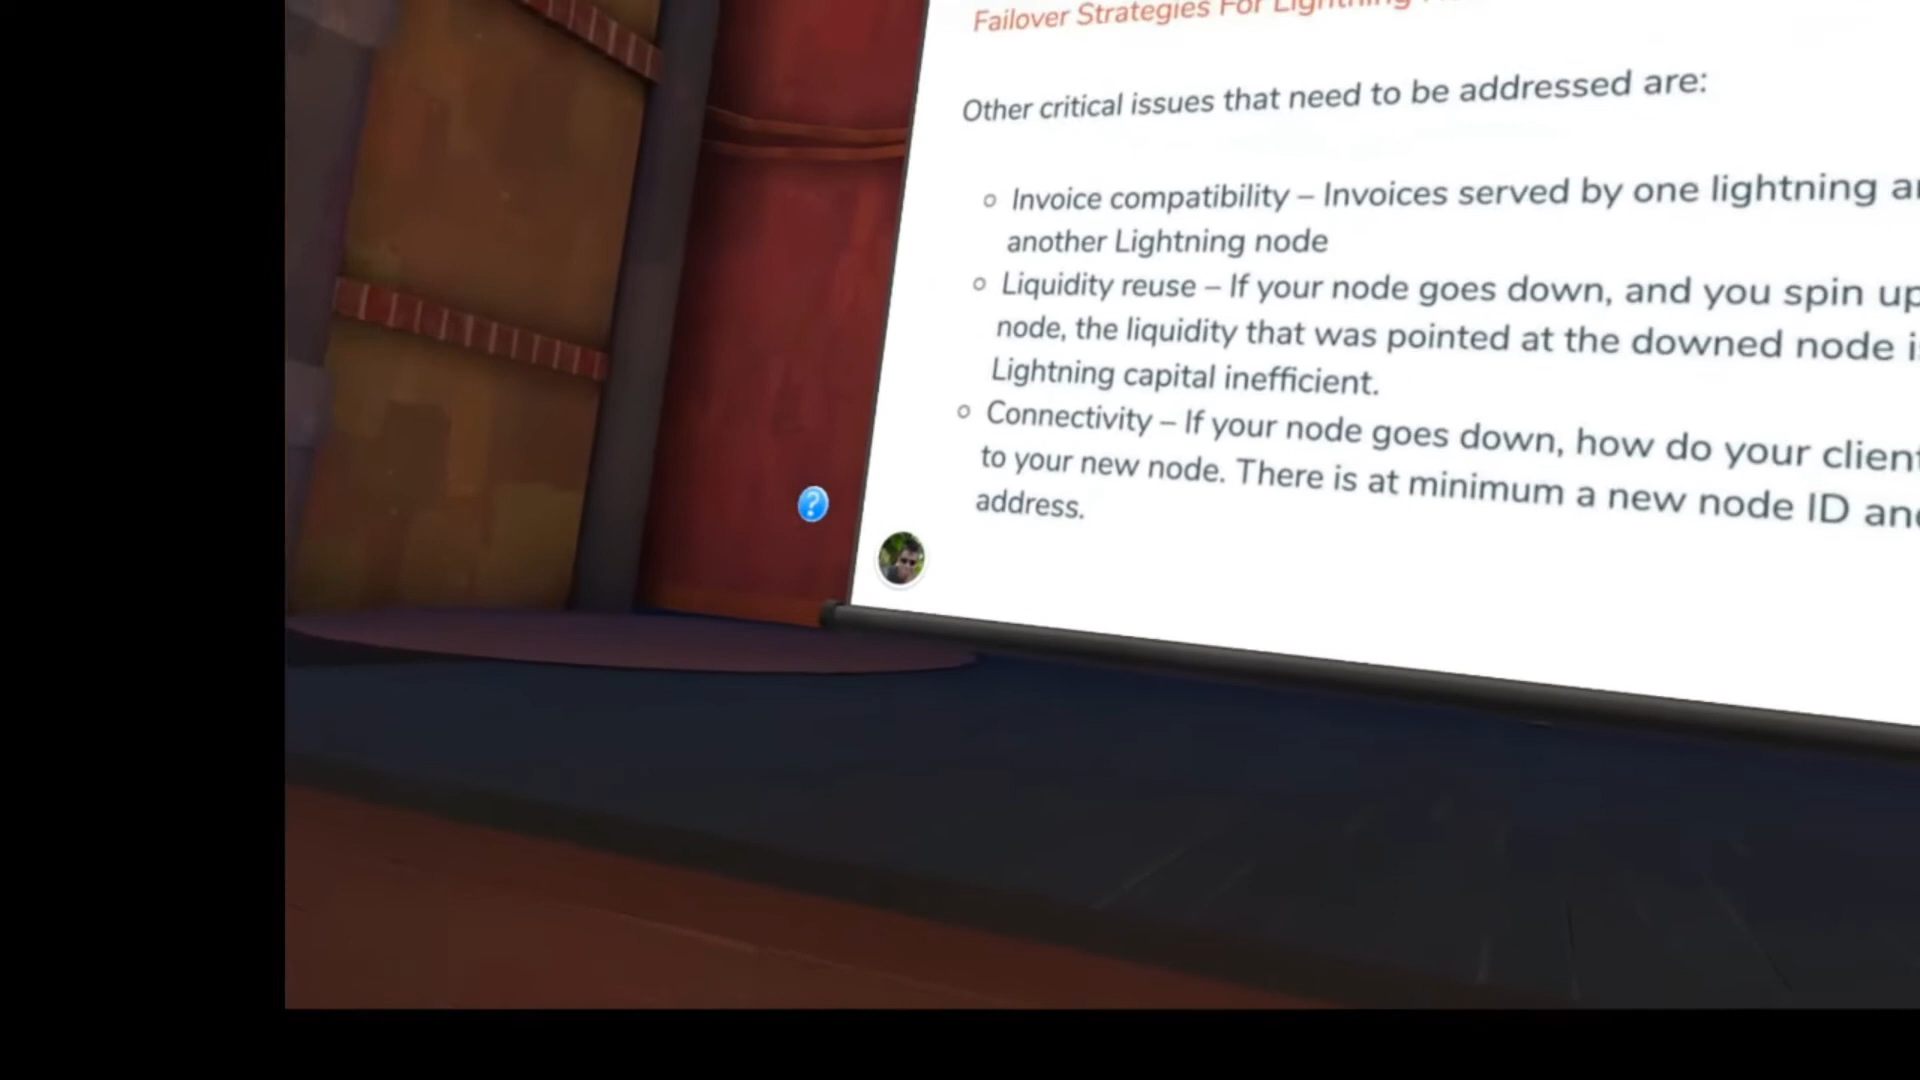 Failover Strategies For Lightning
Other critical issues that need to be addressed are:
Invoice compatibility – Invoices served by one lightning
another Lightning node
Liquidity reuse – If your node goes down, and you spin up
node, the liquidity that was pointed at the downed node
Lightning capital inefficient.
Connectivity – If your node goes down, how do your
to your new node. There is at minimum a new node ID
address.
?